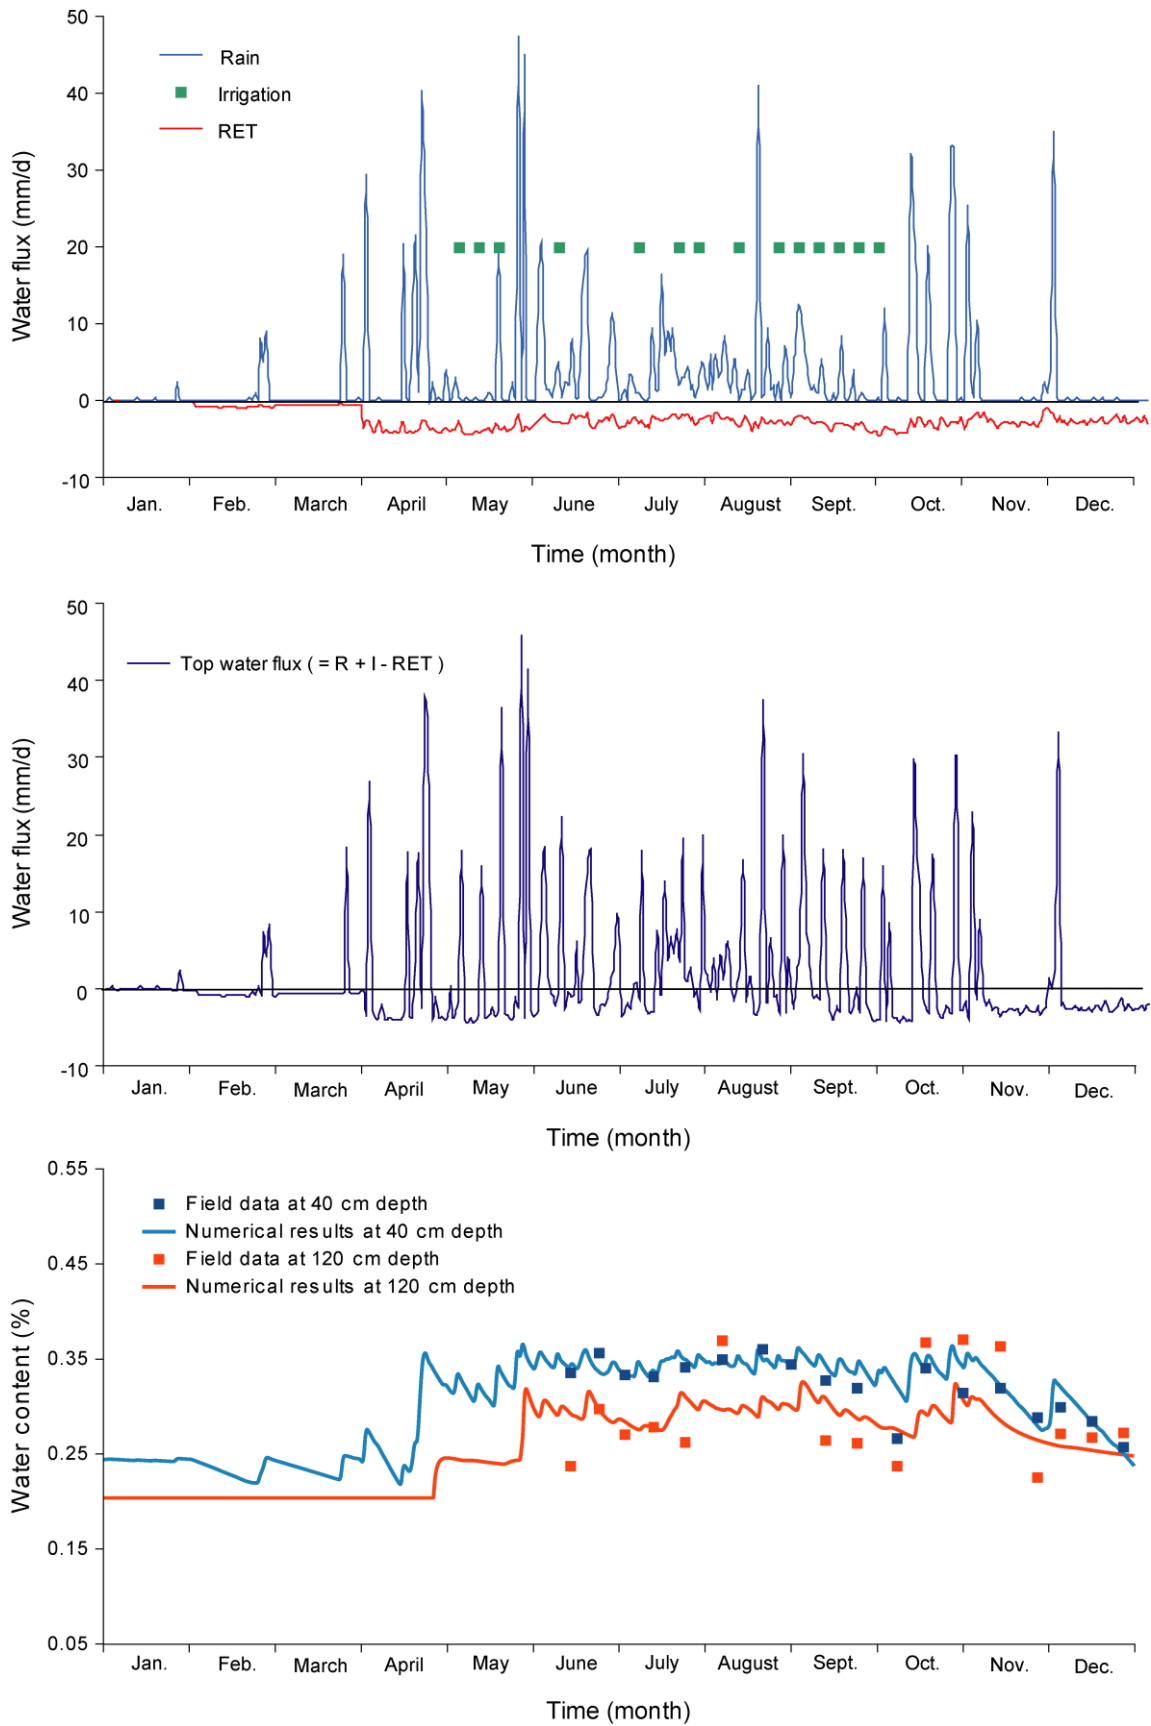 50
40
30
20
10
0
-10
Water flux (mm/d)
Rain
Irrigation
RET
Jan. Feb. March April May June July August Sept. Oct. Nov. Dec.
Time (month)
50
40
30
20
10
0
-10
Water flux (mm/d)
Top water flux ( = R + I - RET )
Jan. Feb. March April May June July August Sept. Oct. Nov. Dec.
Time (month)
0.55
0.45
0.35
0.25
0.15
0.05
Water content (%)
Field data at 40 cm depth
Numerical results at 40 cm depth
Field data at 120 cm depth
Numerical results at 120 cm depth
Jan. Feb. March April May June July August Sept. Oct. Nov. Dec.
Time (month)